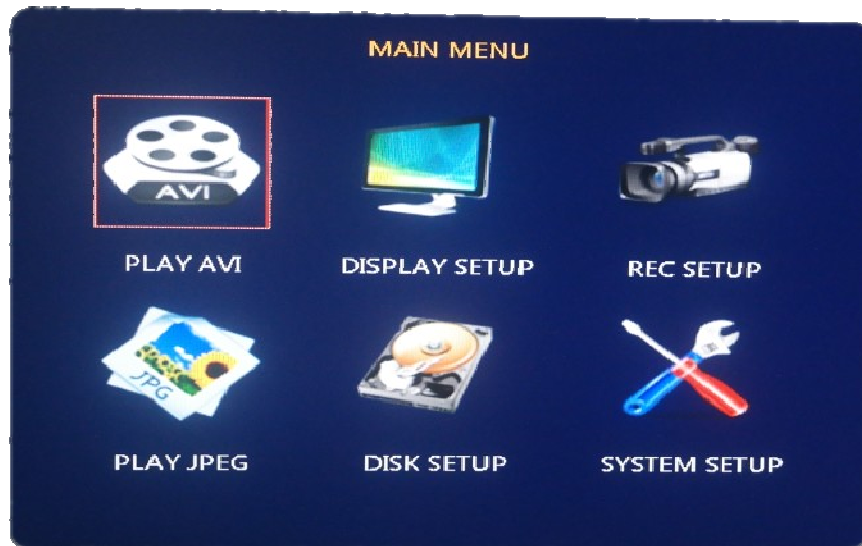 MAIN MENU
AVI
PLAY AVI
DISPLAY SETUP
REC SETUP
JPG
PLAY JPEG
DISK SETUP
SYSTEM SETUP